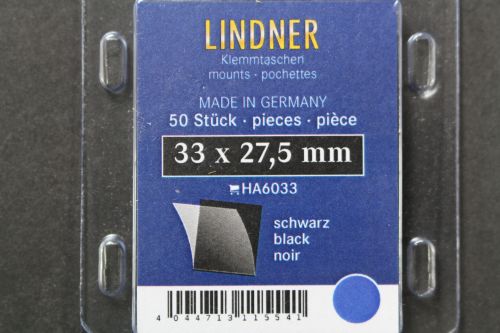 LINDNER
Klemmtaschen
mounts · pochettes
MADE IN GERMANY
50 Stück · pieces · pièce
33 x 27,5 mm
HA6033
schwarz
black
noir
4 044713 115541